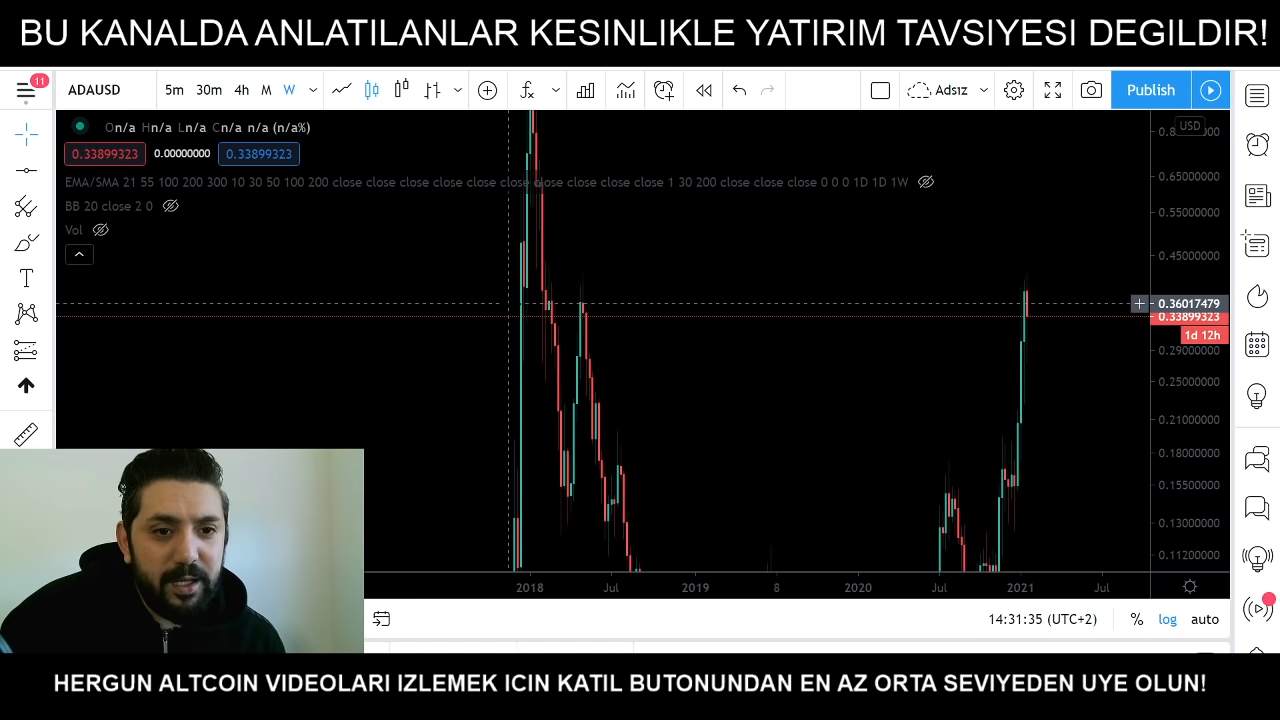 BU KANALDA ANLATILANLAR KESINLIKLE YATIRIM TAVSIYESI DEGILDIR!
11
ADAUSD 5m 30m 4h M W Adsız Publish
On/a Hn/a Ln/a Cn/a n/a (n/a%)
USD
0.33899323 0.00000000 0.33899323
EMA/SMA 21 55 100 200 300 10 30 50 100 200 close close close close close close close close close close 1 30 200 close close close 0 0 0 1D 1D 1W
0.65000000
BB 20 close 2 0
0.55000000
Vol
0.45000000
0.36017479
0.33899323
1d 12h
0.29000000
0.25000000
0.21000000
0.18000000
0.15500000
0.13000000
0.11200000
2018 Jul 2019 8 2020 Jul 2021 Jul
14:31:35 (UTC+2) % log auto
HERGUN ALTCOIN VIDEOLARI IZLEMEK ICIN KATIL BUTONUNDAN EN AZ ORTA SEVIYEDEN UYE OLUN!